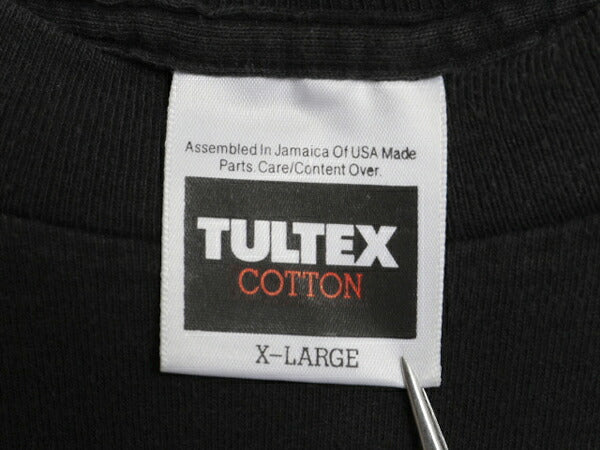 Assembled In Jamaica Of USA Made
Parts. Care/Content Over.
TULTEX
COTTON
X-LARGE